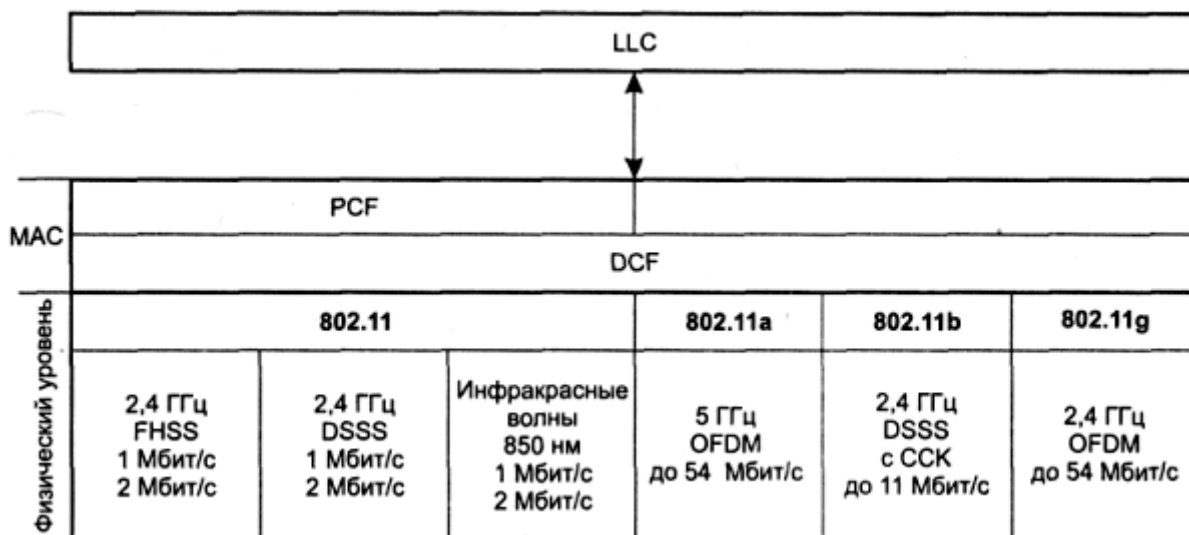 LLC
PCF
MAC
DCF
Физический уровень
802.11
802.11a
802.11b
802.11g
2,4 ГГц
FHSS
1 Мбит/с
2 Мбит/с
2,4 ГГц
DSSS
1 Мбит/с
2 Мбит/с
Инфракрасные
волны
850 нм
1 Мбит/с
2 Мбит/с
5 ГГц
OFDM
до 54 Мбит/с
2,4 ГГц
DSSS
с ССК
до 11 Мбит/с
2,4 ГГц
OFDM
до 54 Мбит/с